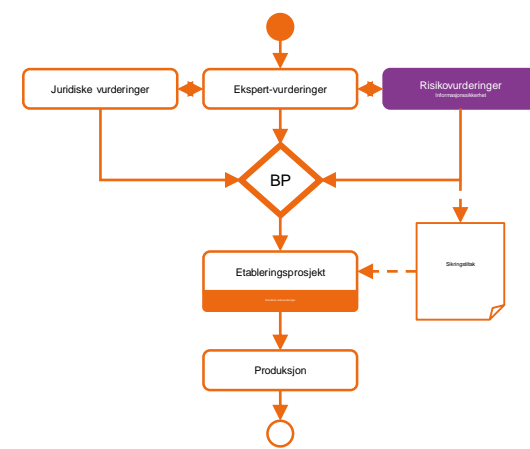 Juridiske vurderinger
Ekspert-vurderinger
Risikovurderinger
Informasjonssikkerhet
BP
Sikringstiltak
Etableringsprosjekt
Produksjon